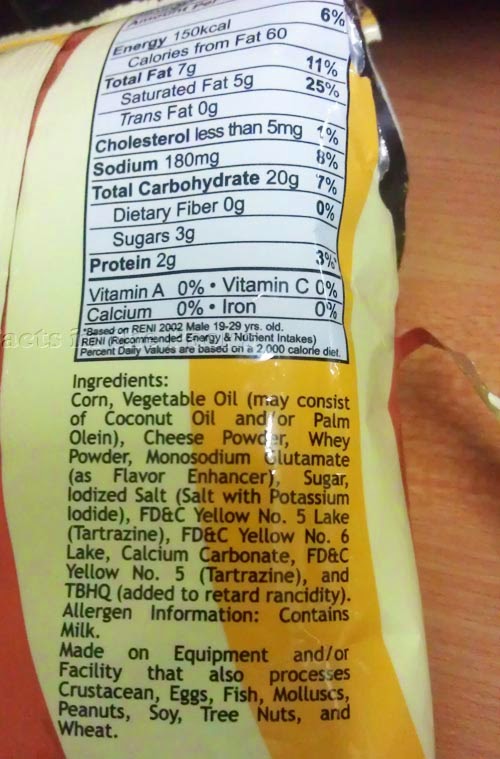 Amount Per
Energy 150kcal 6%
Calories from Fat 60
Total Fat 7g 11%
Saturated Fat 5g 25%
Trans Fat 0g
Cholesterol less than 5mg 1%
Sodium 180mg 8%
Total Carbohydrate 20g 7%
Dietary Fiber 0g 0%
Sugars 3g
Protein 2g 3%
Vitamin A 0% • Vitamin C 0%
Calcium 0% • Iron 0%
*Based on RENI 2002 Male 19-29 yrs. old.
RENI (Recommended Energy & Nutrient Intakes)
Percent Daily Values are based on a 2,000 calorie diet.
Ingredients:
Corn, Vegetable Oil (may consist
of Coconut Oil and/or Palm
Olein), Cheese Powder, Whey
Powder, Monosodium Glutamate
(as Flavor Enhancer), Sugar,
Iodized Salt (Salt with Potassium
Iodide), FD&C Yellow No. 5 Lake
(Tartrazine), FD&C Yellow No. 6
Lake, Calcium Carbonate, FD&C
Yellow No. 5 (Tartrazine), and
TBHQ (added to retard rancidity).
Allergen Information: Contains
Milk.
Made on Equipment and/or
Facility that also processes
Crustacean, Eggs, Fish, Molluscs,
Peanuts, Soy, Tree Nuts, and
Wheat.